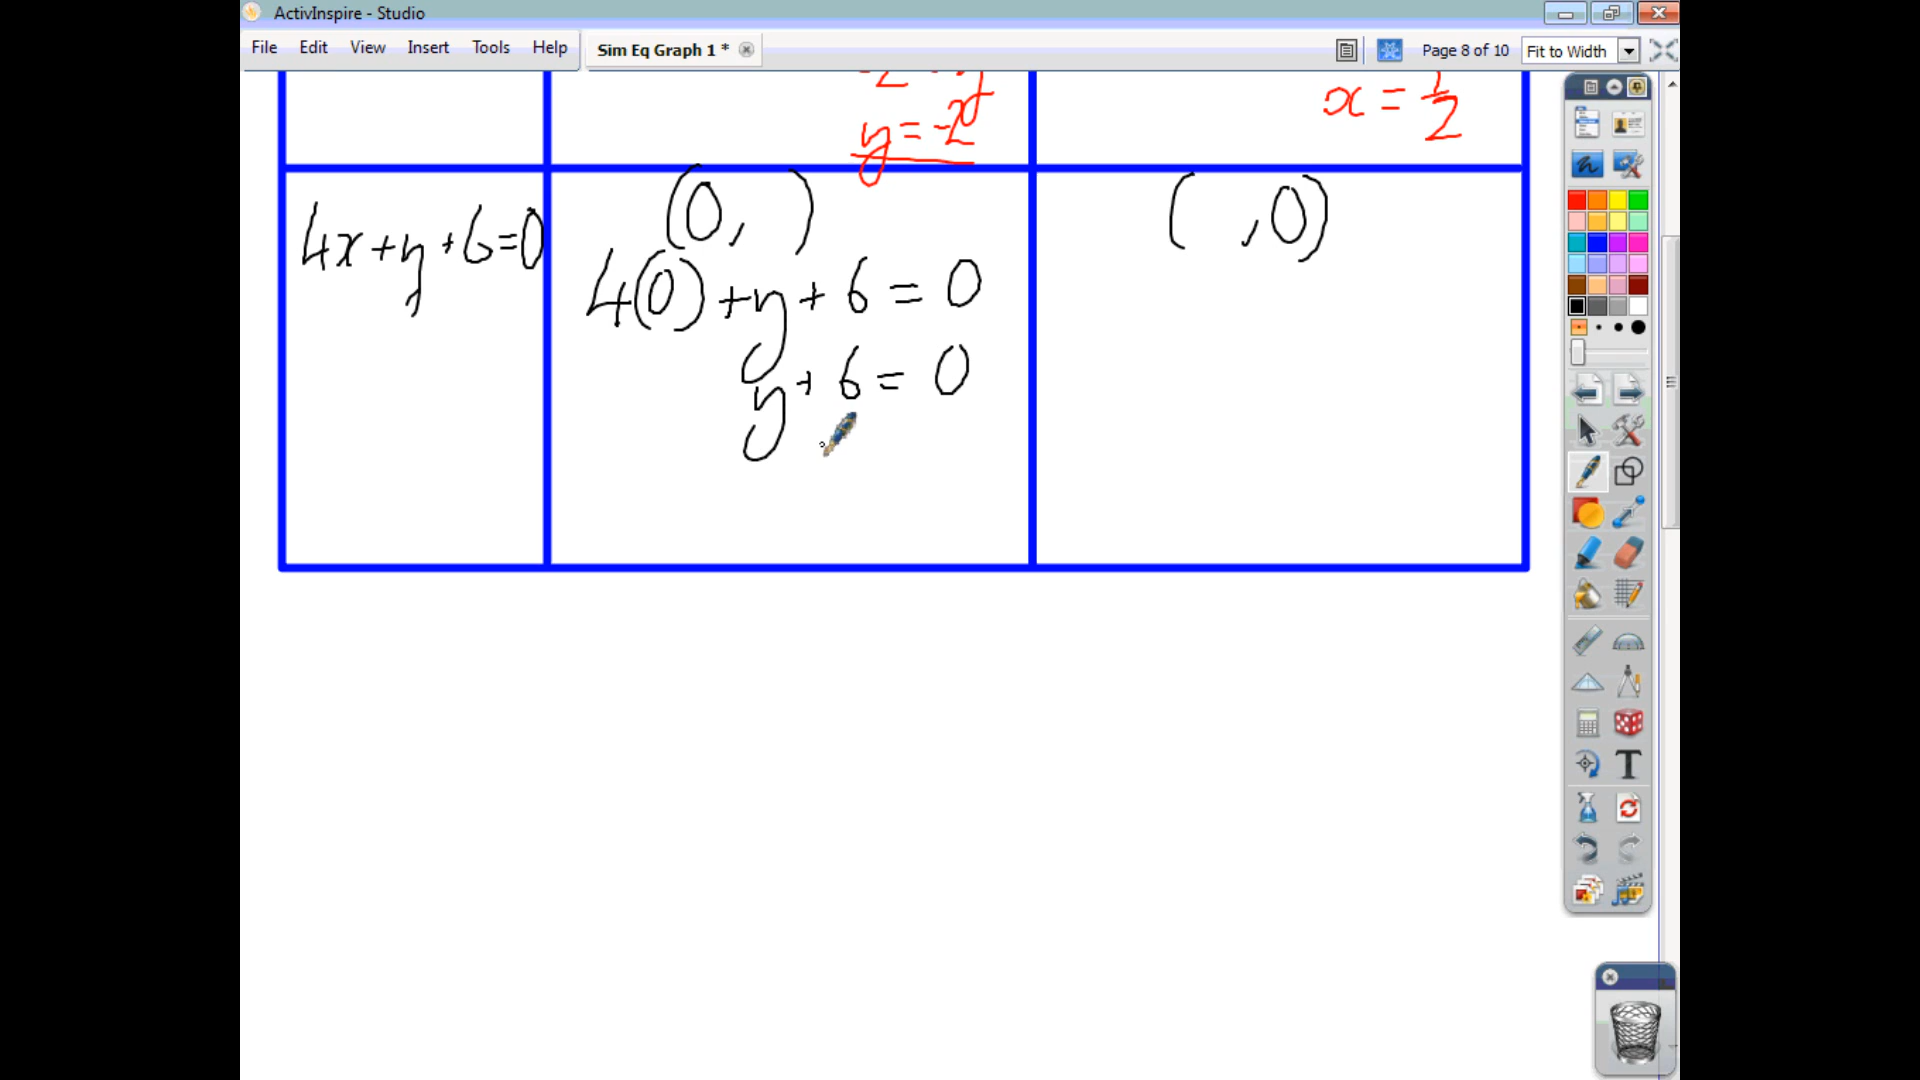 ActivInspire - Studio
File Edit View Insert Tools Help
Sim Eq Graph 1 *
Page 8 of 10
Fit to Width
y = -2
x = 1/2
4x+y+6=0
(0, )
4(0) +y+ 6 = 0
y+ 6 = 0
( ,0)